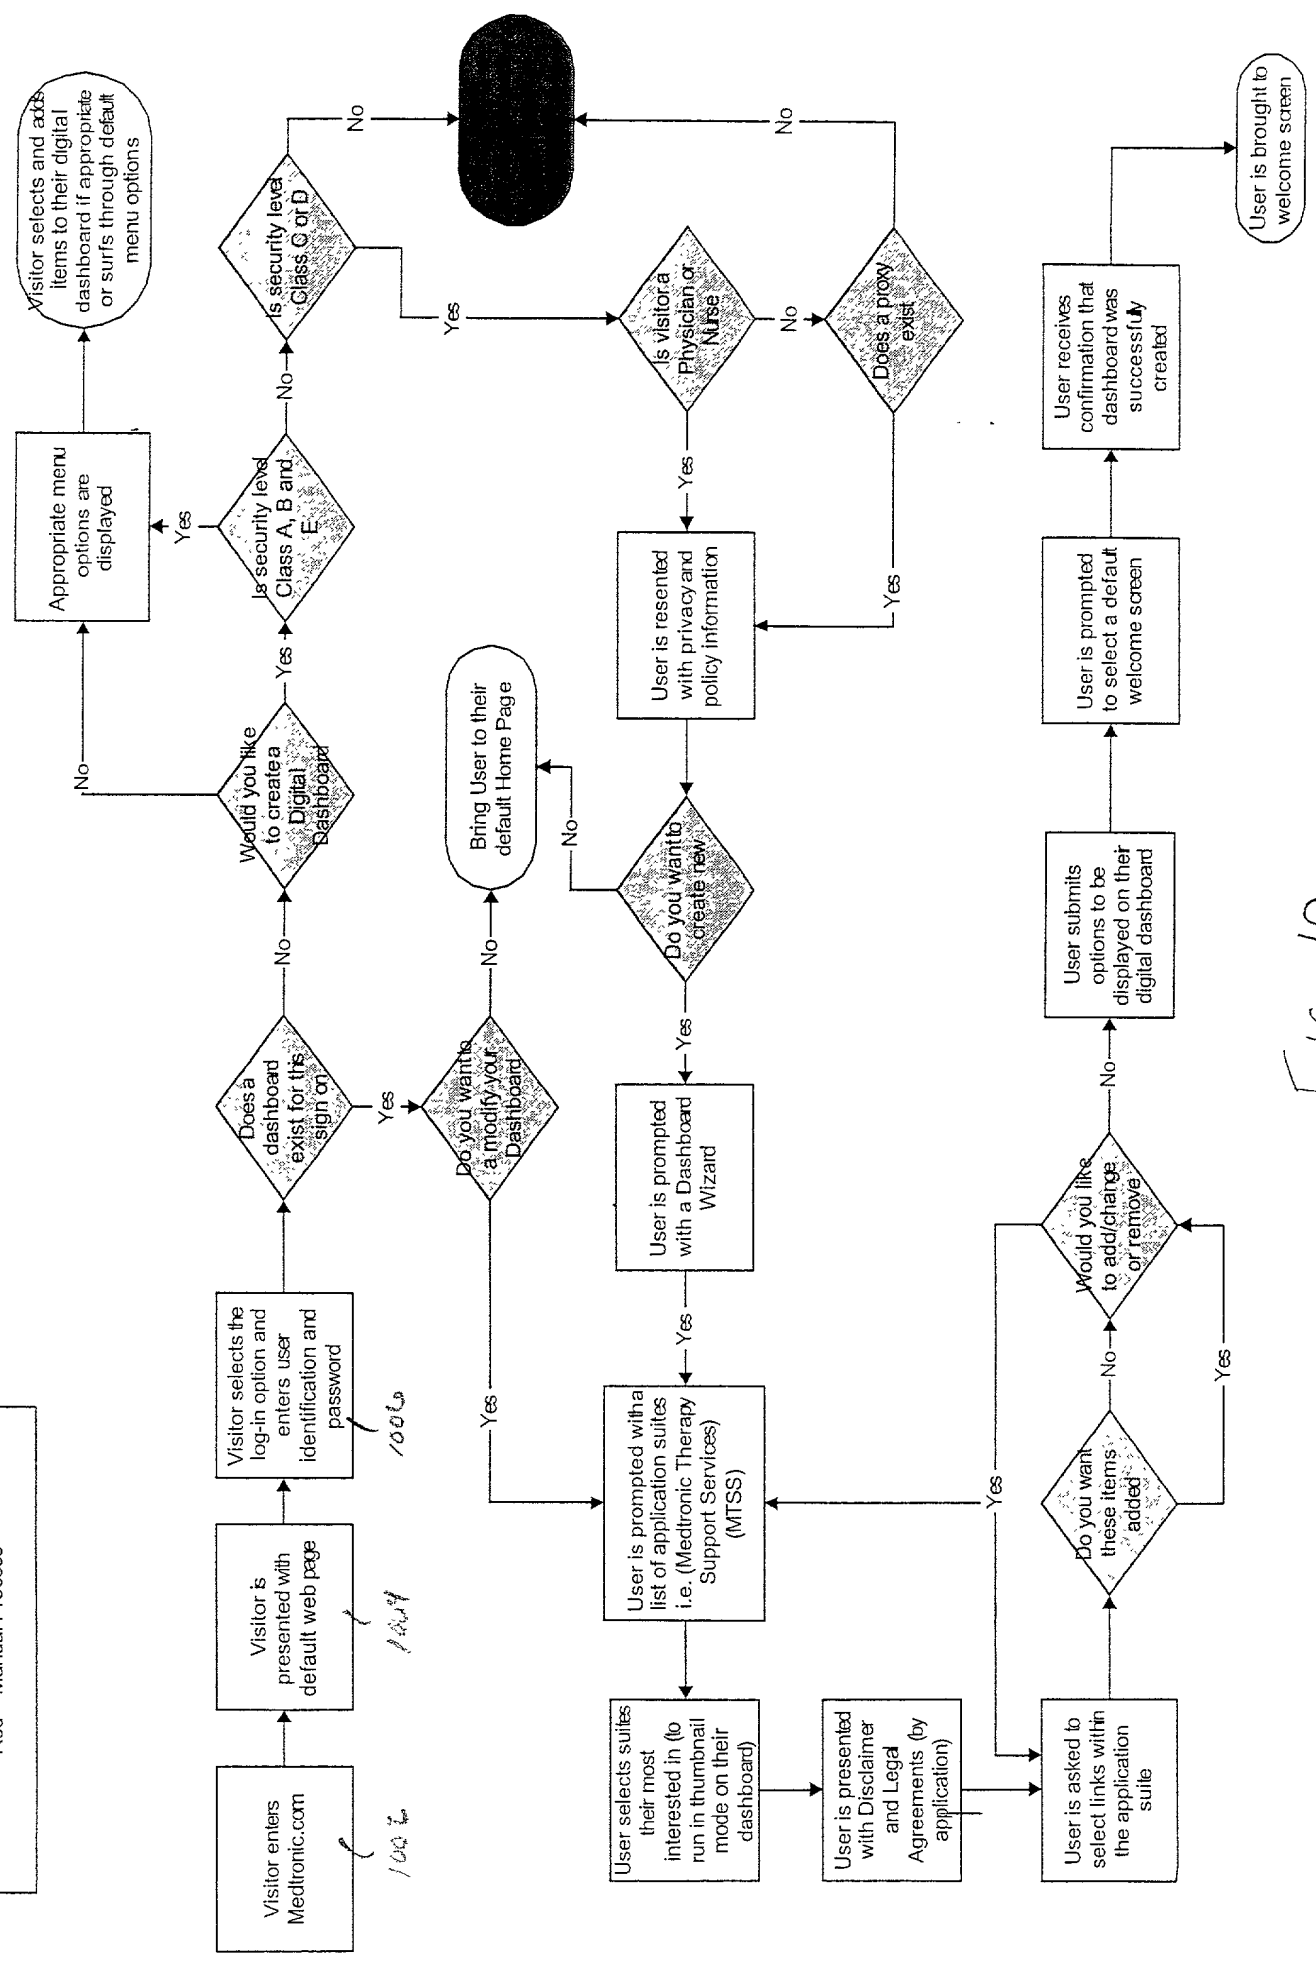 Visitor enters
Medtronic.com
1002
Visitor is
presented with
default web page
1004
Visitor selects the
log-in option and
enters user
identification and
password
1006
Does a
dashboard
exist for this
sign on
No
Yes
Would you like
to create a
Digital
Dashboard
No
Yes
Is security level
Class A, B and
E
Yes
No
Appropriate menu
options are
displayed
Visitor selects and adds
items to their digital
dashboard if appropriate
or surfs through default
menu options
Is security level
Class C or D
No
Yes
Do you want to
a modify your
Dashboard
No
Yes
Bring User to their
default Home Page
Is visitor a
Physician or
Nurse
Yes
No
Does a proxy
exist
No
Yes
User is resented
with privacy and
policy information
Do you want to
create new
No
Yes
User is prompted
with a Dashboard
Wizard
Yes
User is prompted with a
list of application suites
i.e. (Medtronic Therapy
Support Services)
(MTSS)
User selects suites
their most
interested in (to
run in thumbnail
mode on their
dashboard)
User is presented
with Disclaimer
and Legal
Agreements (by
application)
User is asked to
select links within
the application
suite
Do you want
these items
added
No
Yes
Would you like
to add/change
or remove
Yes
No
User submits
options to be
displayed on their
digital dashboard
User is prompted
to select a default
welcome screen
User receives
confirmation that
dashboard was
successfully
created
User is brought to
welcome screen